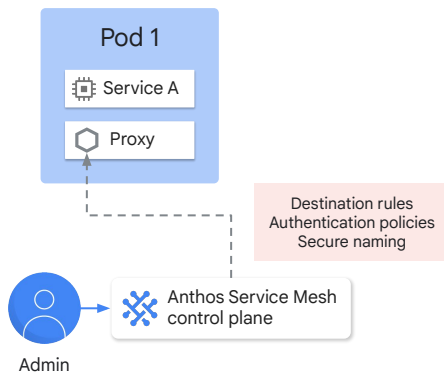 Pod 1
Service A
Proxy
Destination rules
Authentication policies
Secure naming
Anthos Service Mesh
control plane
Admin